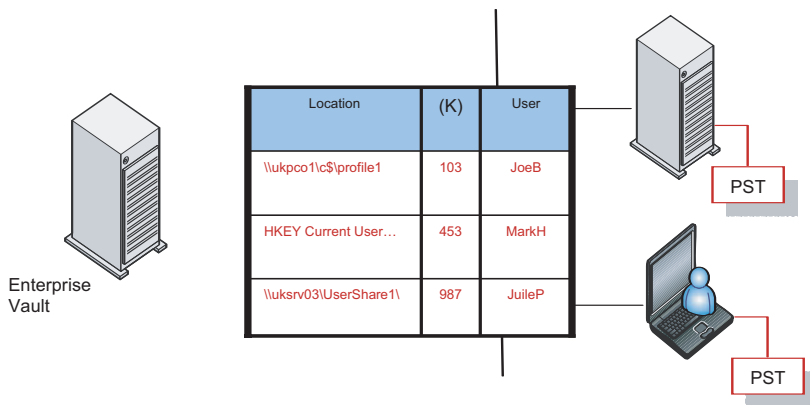 Enterprise
Vault
Location (K) User
\\ukpco1\c$\profile1 103 JoeB
HKEY Current User… 453 MarkH
\\uksrv03\UserShare1\ 987 JuileP
PST
PST